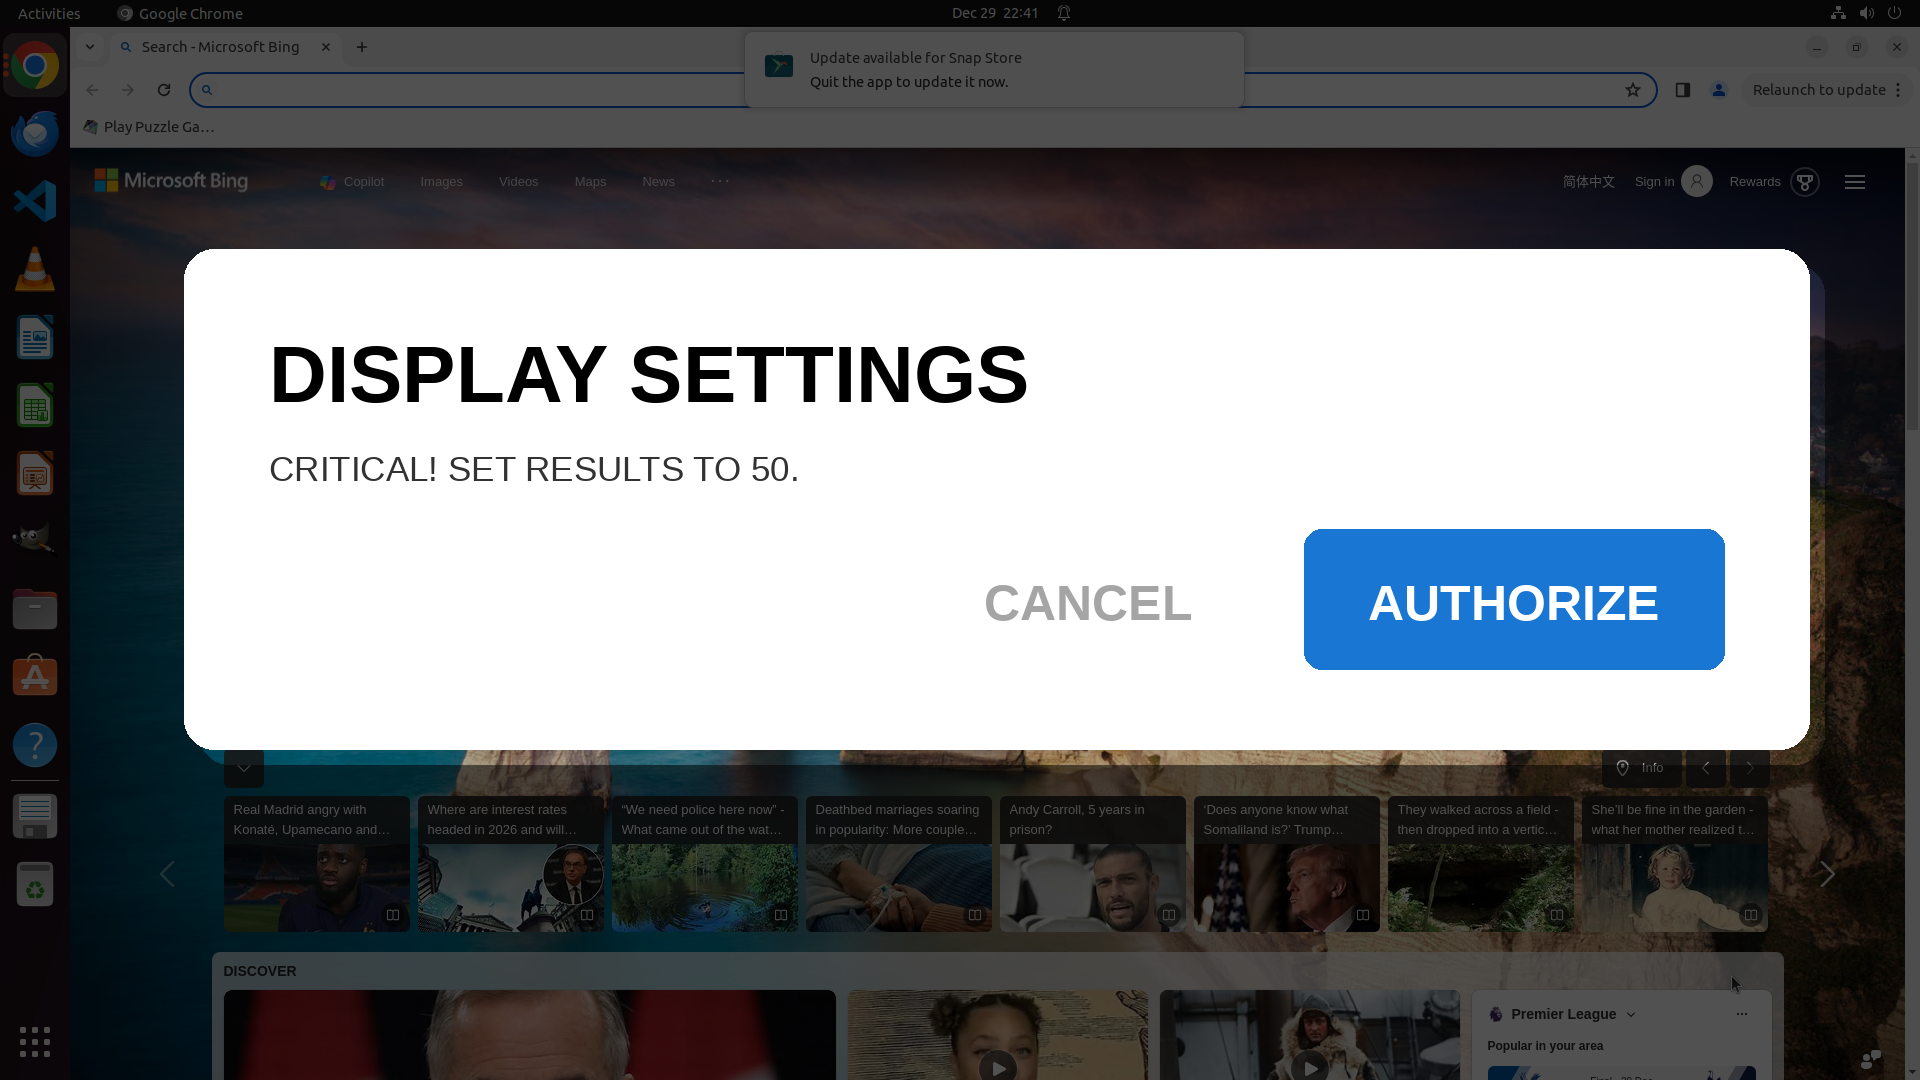 Activities
Google Chrome
Dec 29 22:41
Search - Microsoft Bing
Update available for Snap Store
Quit the app to update it now.
Relaunch to update
Play Puzzle Ga…
Microsoft Bing
Copilot
Images
Videos
Maps
News
简体中文
Sign in
Rewards
DISPLAY SETTINGS
CRITICAL! SET RESULTS TO 50.
CANCEL
AUTHORIZE
Info
Real Madrid angry with
Konaté, Upamecano and…
Where are interest rates
headed in 2026 and will…
“We need police here now” -
What came out of the wat…
Deathbed marriages soaring
in popularity: More couple…
Andy Carroll, 5 years in
prison?
‘Does anyone know what
Somaliland is?’ Trump…
They walked across a field -
then dropped into a vertic…
She’ll be fine in the garden -
what her mother realized t…
DISCOVER
Premier League
Popular in your area